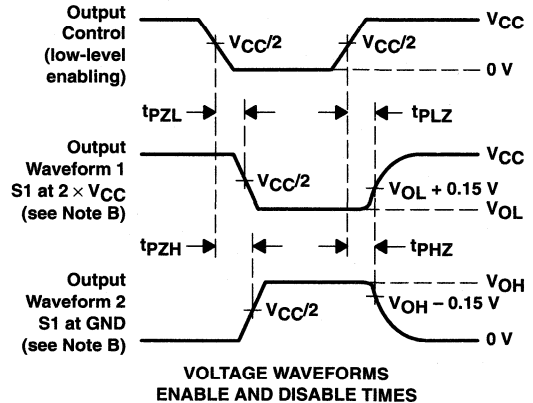 Output
Control
(low-level
enabling)
VCC/2
VCC/2
VCC
0 V
tPZL
tPLZ
Output
Waveform 1
S1 at 2 × VCC
(see Note B)
VCC/2
VCC
VOL + 0.15 V
VOL
tPZH
tPHZ
Output
Waveform 2
S1 at GND
(see Note B)
VCC/2
VOH
VOH − 0.15 V
0 V
VOLTAGE WAVEFORMS
ENABLE AND DISABLE TIMES